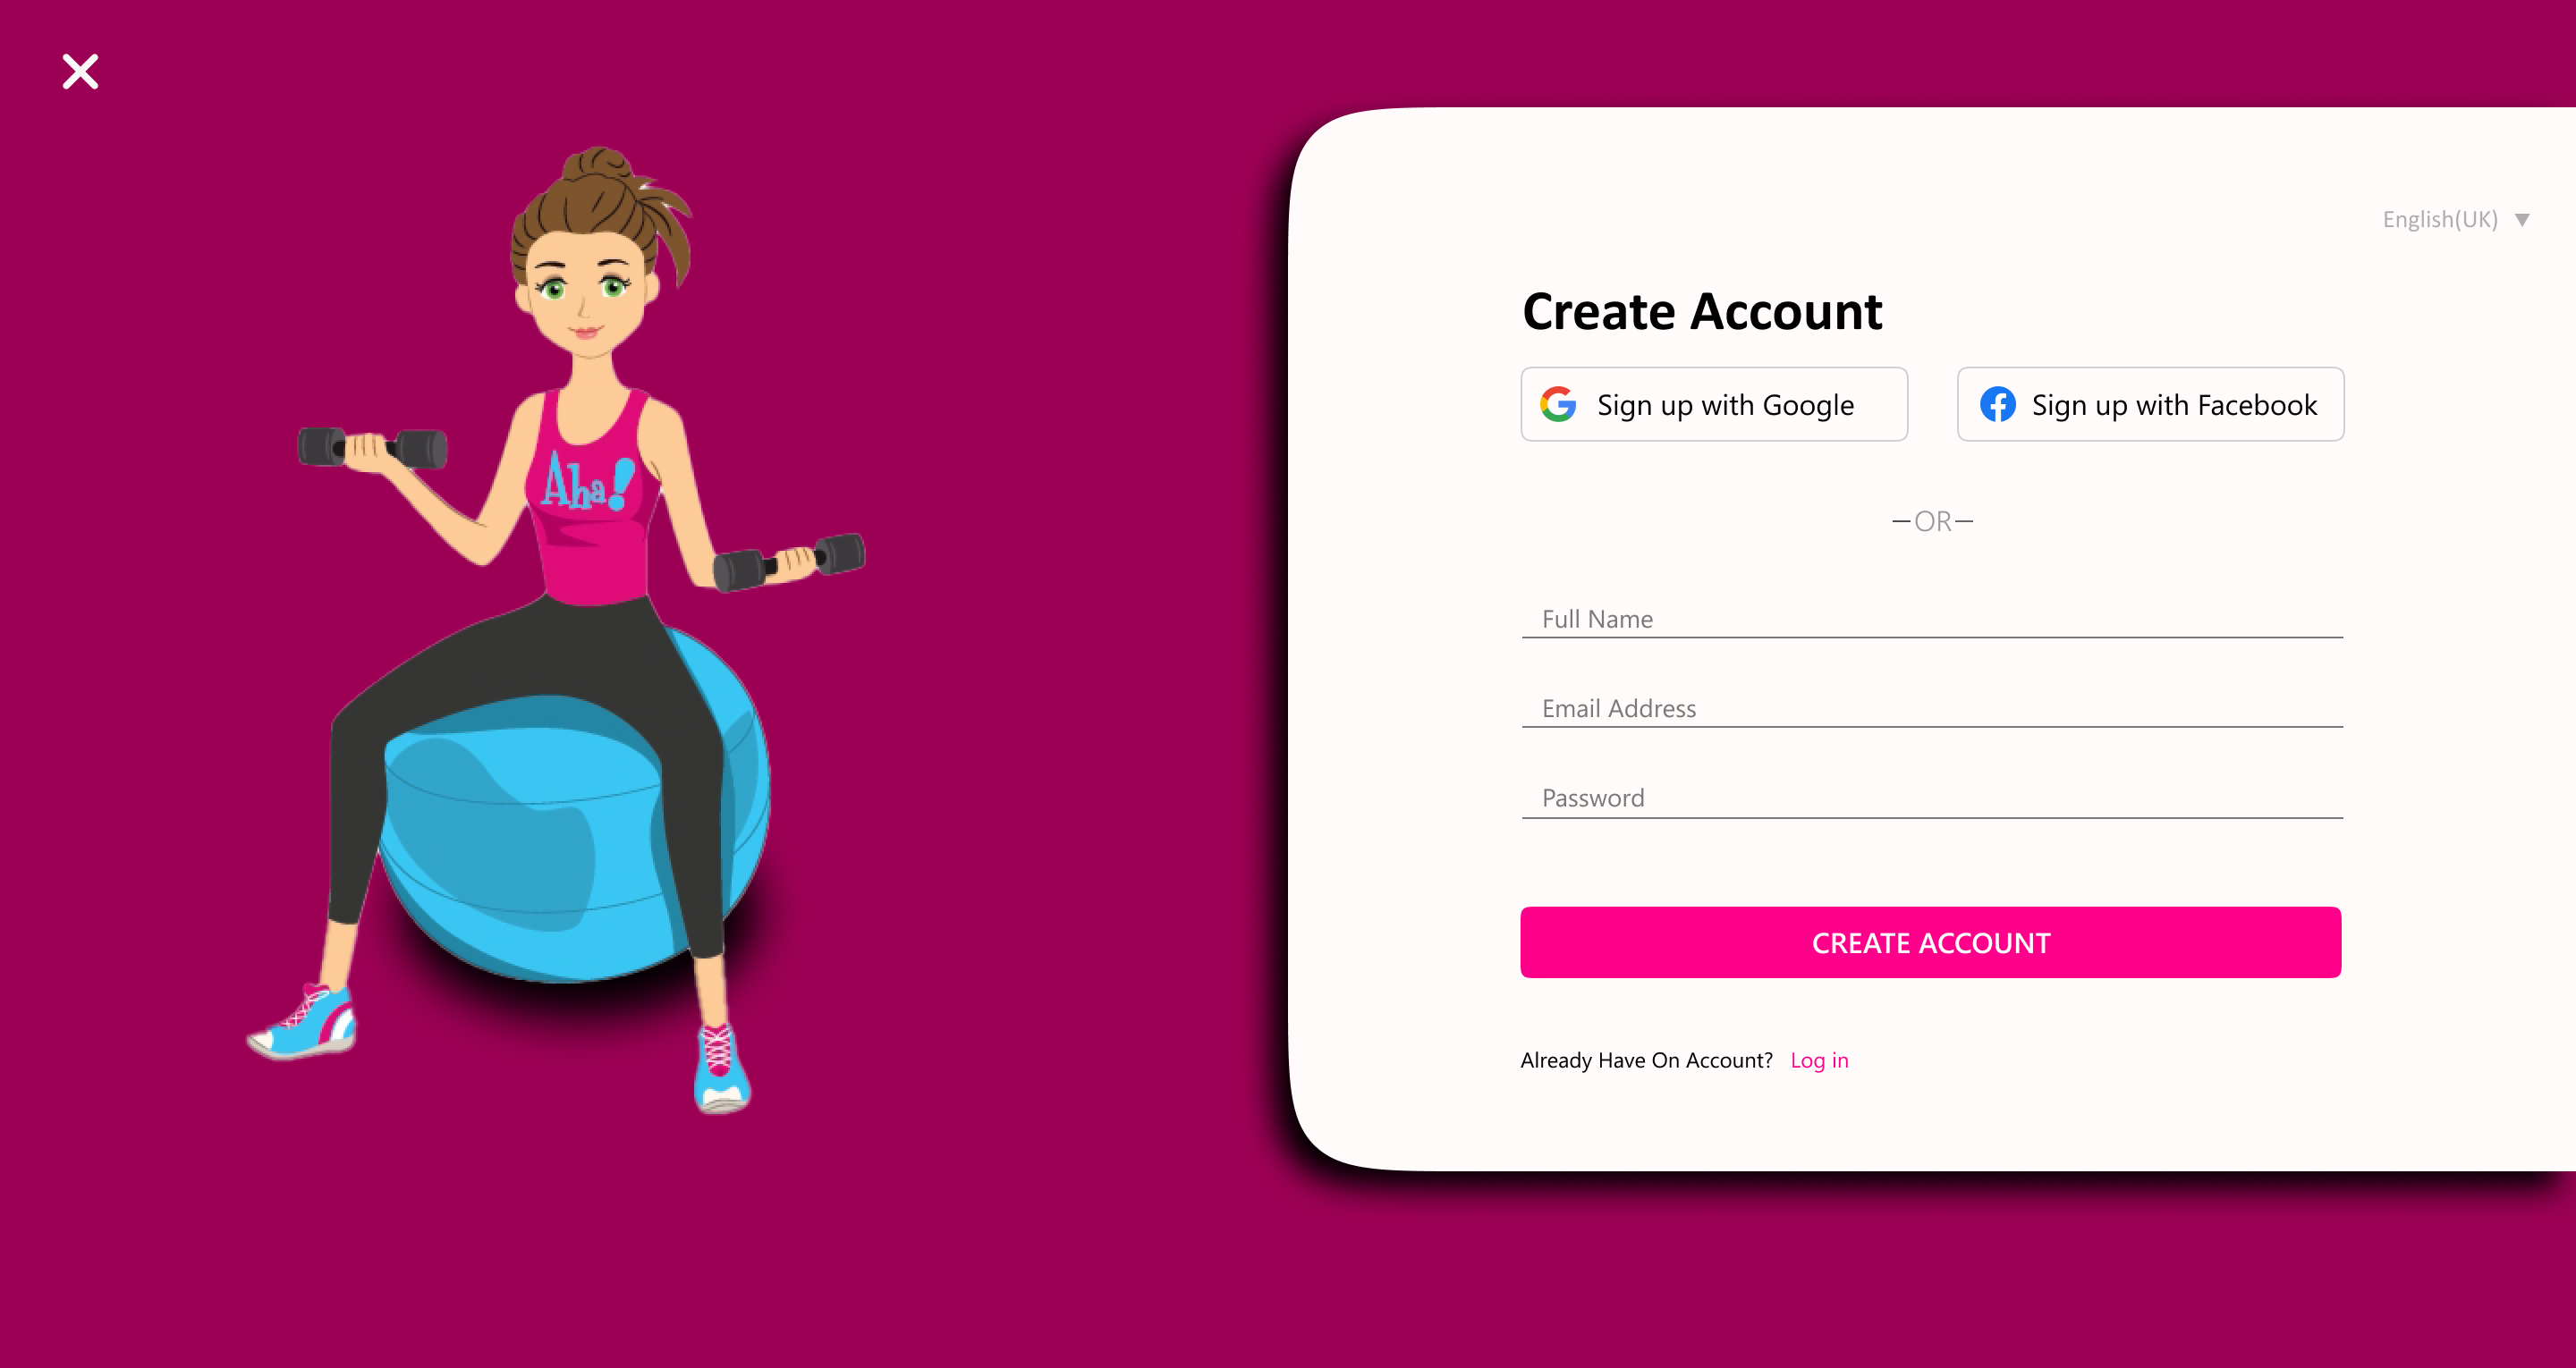 English(UK)
Create Account
Sign up with Google
Sign up with Facebook
OR
Full Name
Email Address
Password
CREATE ACCOUNT
Already Have On Account? Log in
Aha!